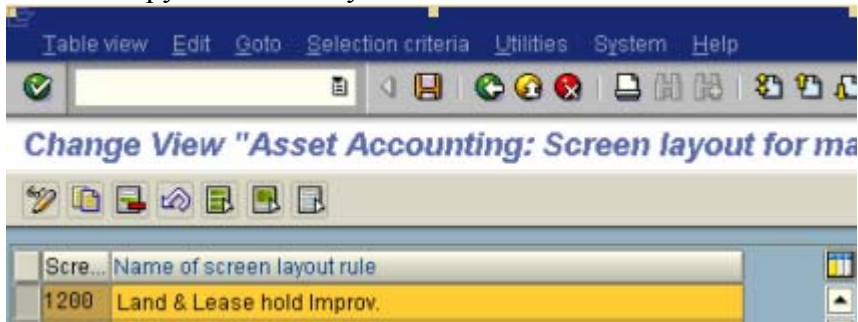 Table view Edit Goto Selection criteria Utilities System Help
Change View "Asset Accounting: Screen layout for ma
Scre... Name of screen layout rule
1200 Land & Lease hold Improv.